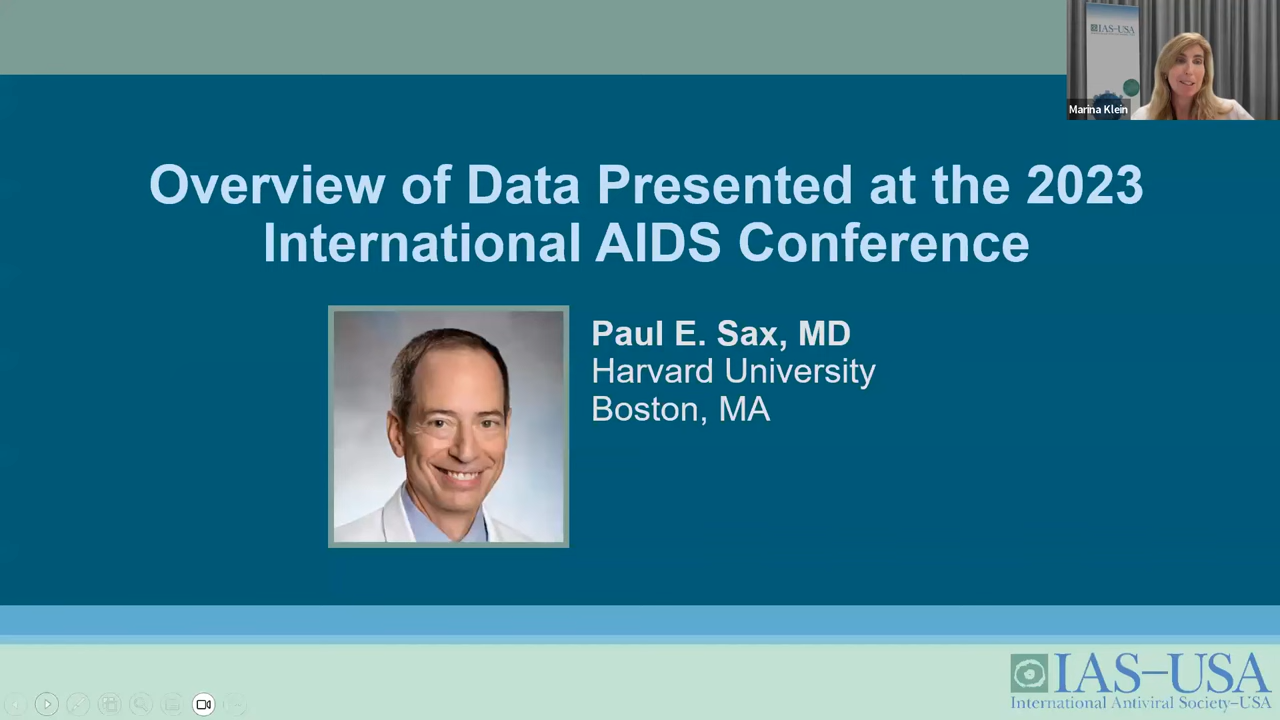 IAS-USA
Marina Klein
Overview of Data Presented at the 2023
International AIDS Conference
Paul E. Sax, MD
Harvard University
Boston, MA
IAS–USA
International Antiviral Society–USA